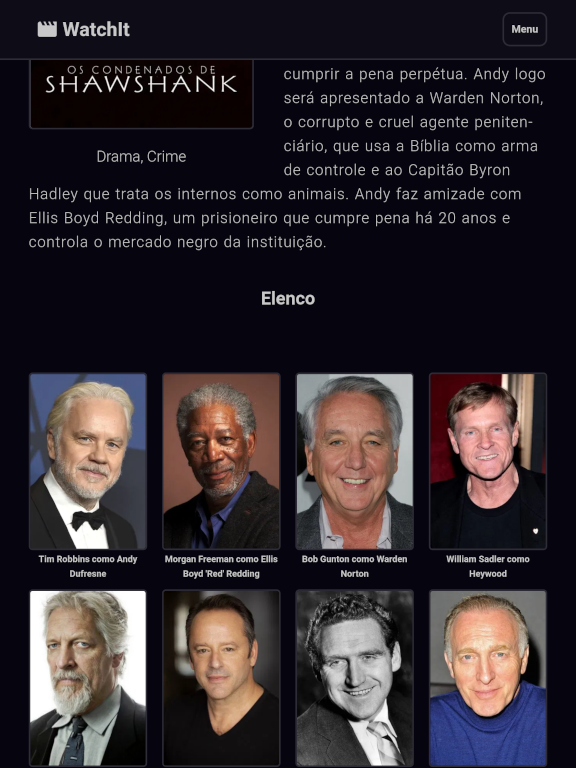 WatchIt
Menu
OS CONDENADOS DE
SHAWSHANK
Drama, Crime
cumprir a pena perpétua. Andy logo
será apresentado a Warden Norton,
o corrupto e cruel agente peniten-
ciário, que usa a Bíblia como arma
de controle e ao Capitão Byron
Hadley que trata os internos como animais. Andy faz amizade com
Ellis Boyd Redding, um prisioneiro que cumpre pena há 20 anos e
controla o mercado negro da instituição.
Elenco
Tim Robbins como Andy
Dufresne
Morgan Freeman como Ellis
Boyd 'Red' Redding
Bob Gunton como Warden
Norton
William Sadler como
Heywood